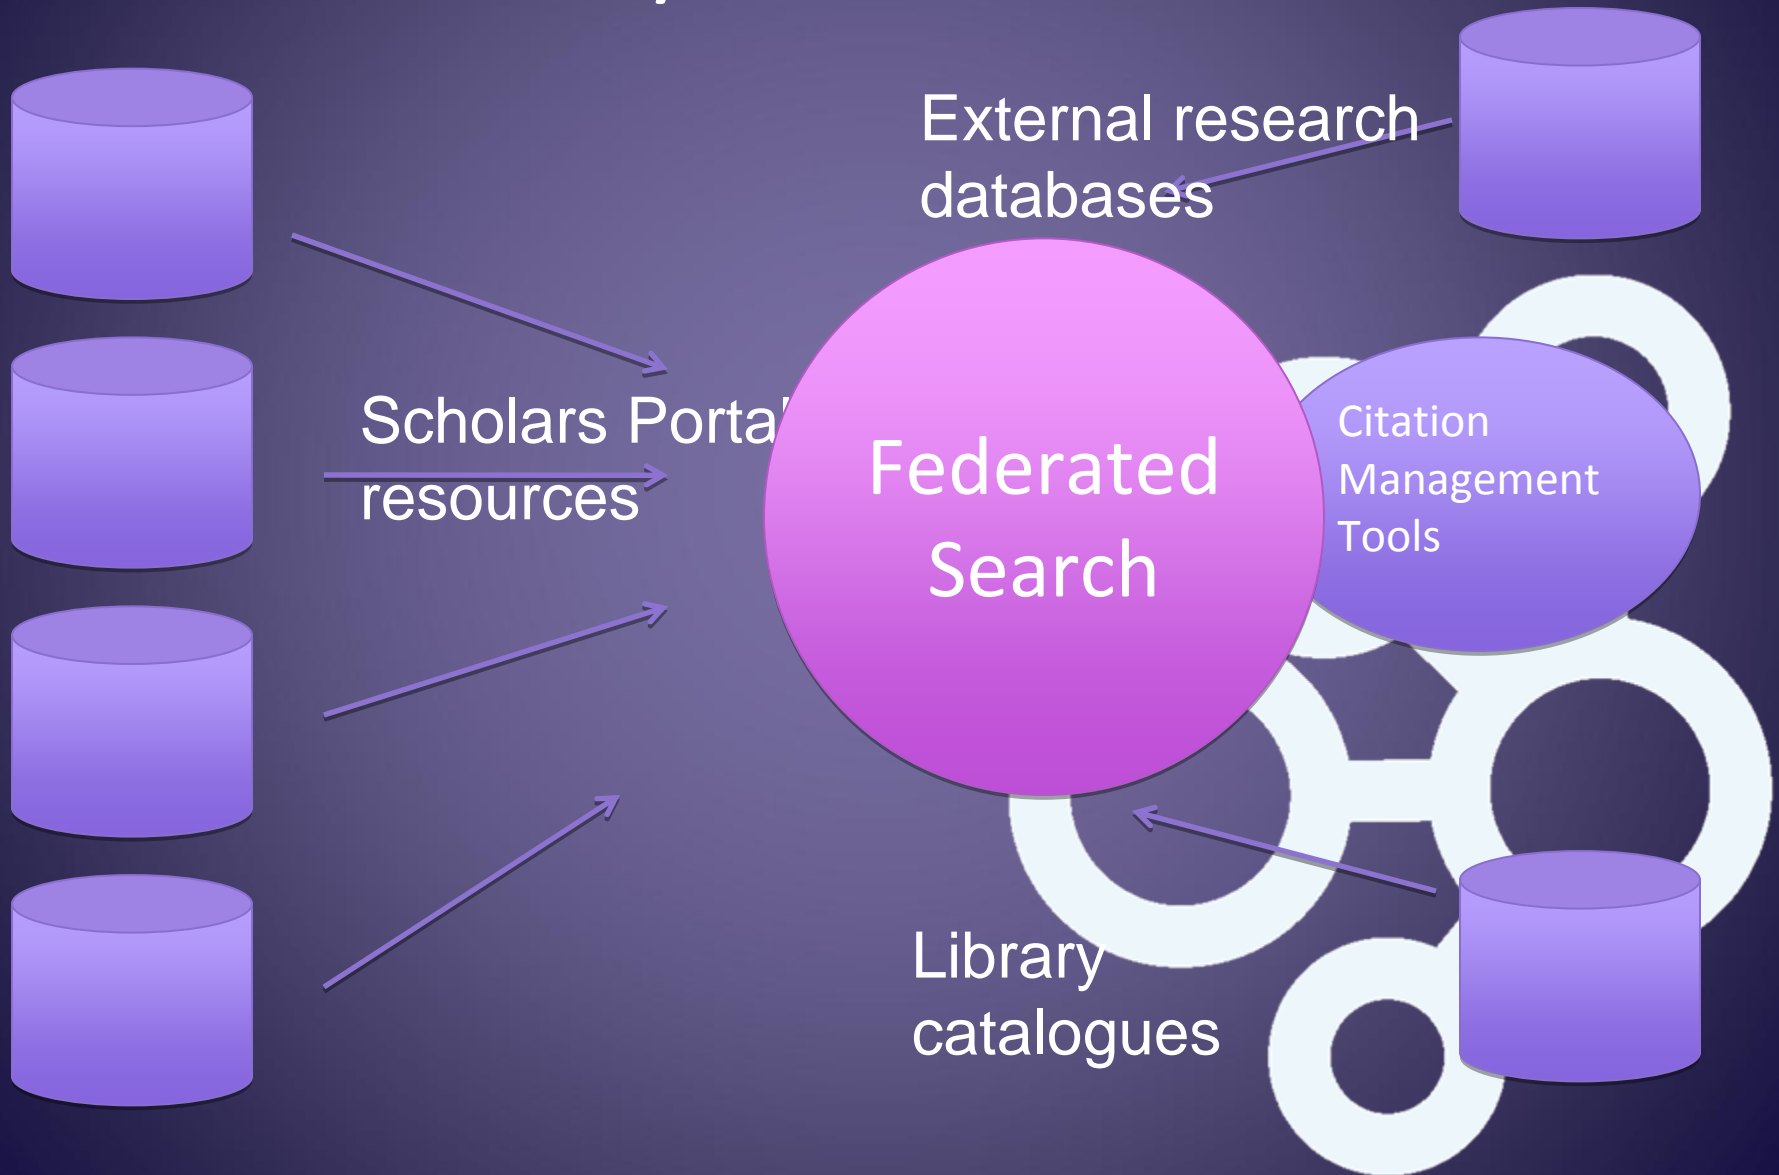 External research
databases
Scholars Portal
resources
Federated
Search
Citation
Management
Tools
Library
catalogues